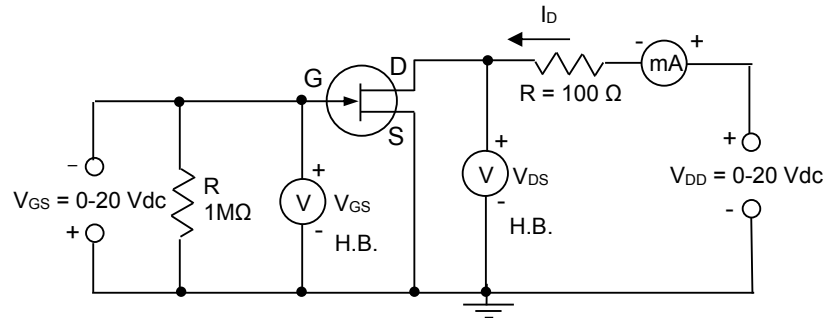 I_D
- mA +
R = 100 Ω
G
D
S
–
V_GS = 0-20 Vdc
+
R
1MΩ
+
V
-
V_GS
H.B.
+
V
-
V_DS
H.B.
+
V_DD = 0-20 Vdc
-